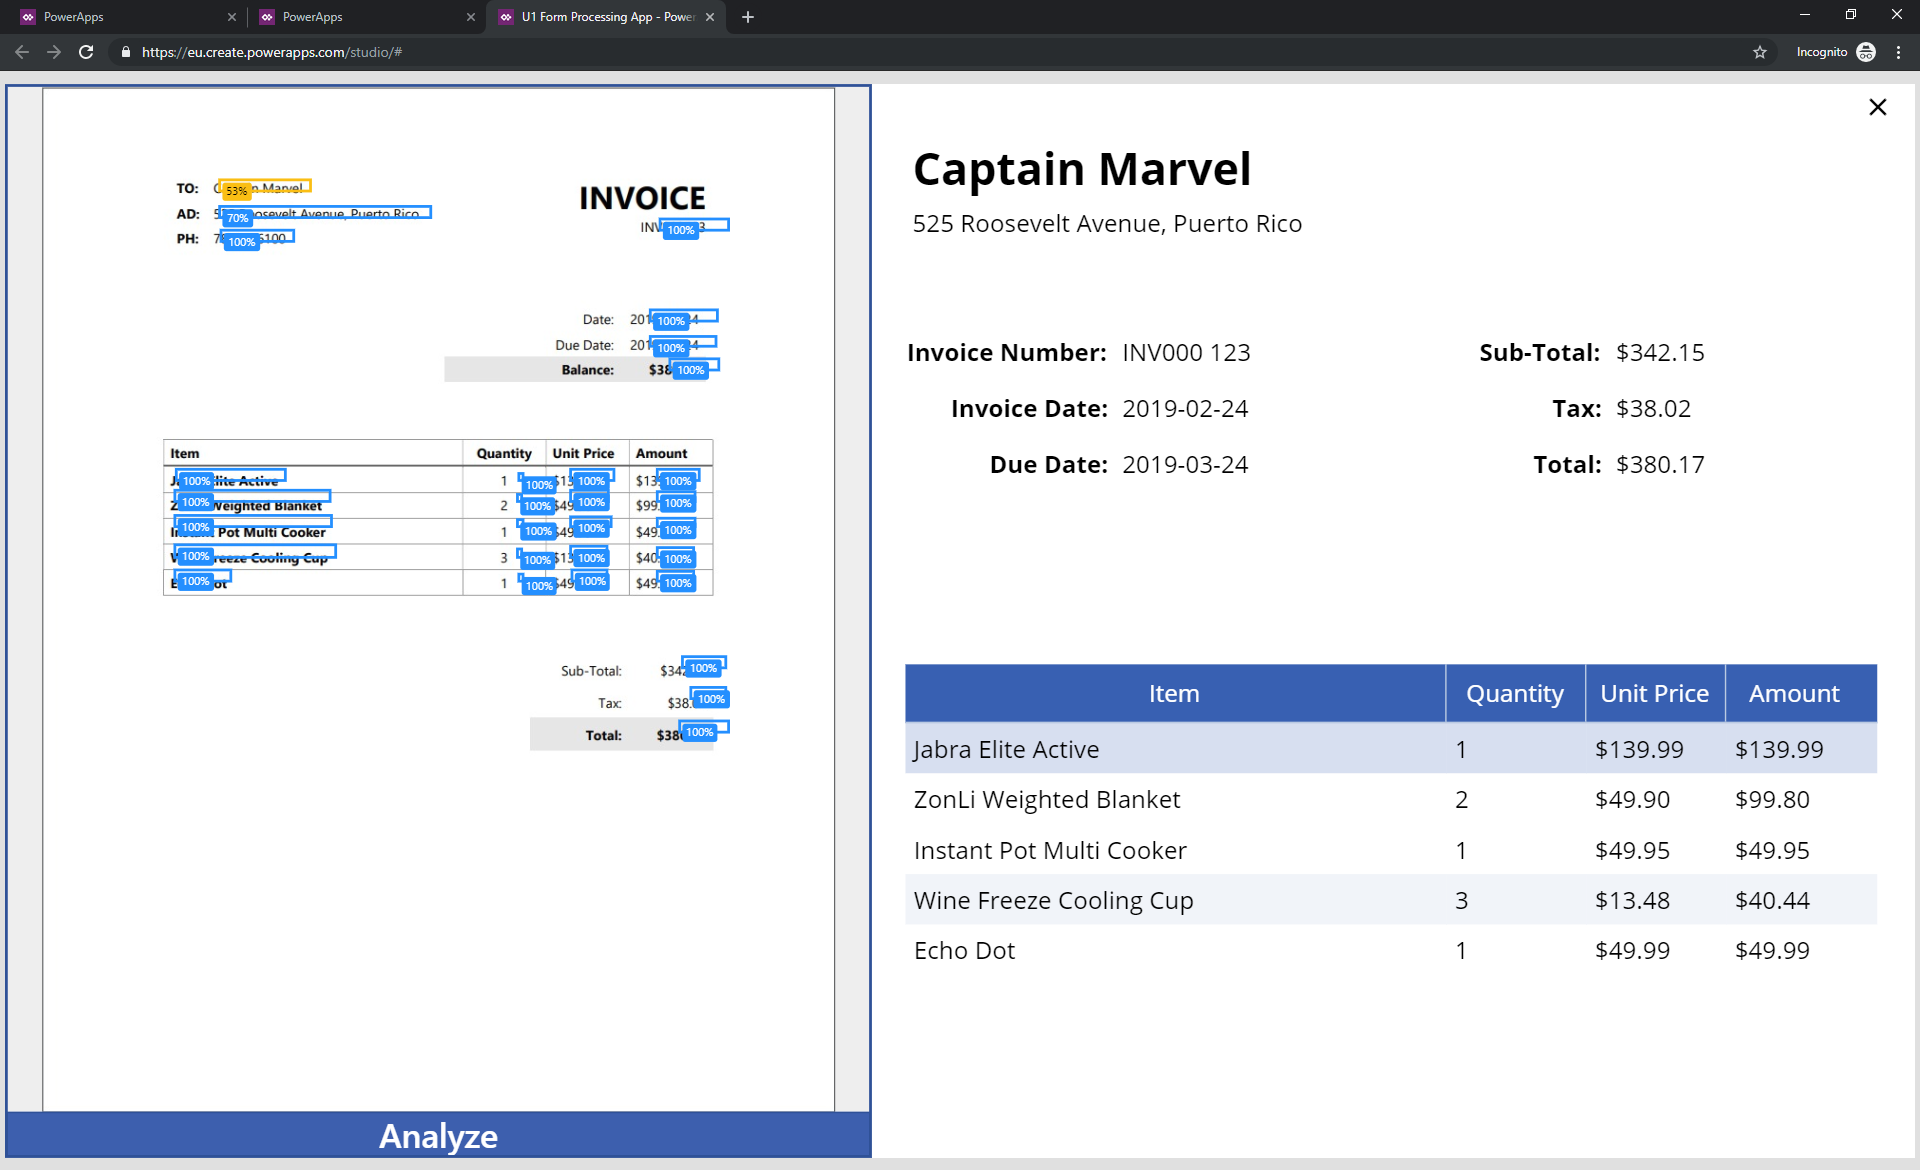 PowerApps
PowerApps
U1 Form Processing App - Power
https://eu.create.powerapps.com/studio/#
Incognito
TO: 53% Marvel
AD: 70% Roosevelt Avenue, Puerto Rico
PH: 100% 5100
INVOICE
INV 100% 3
Date: 201 100% 4
Due Date: 201 100% 4
Balance: $38 100%
Item Quantity Unit Price Amount
100% Elite Active 1 100% $13 100% $13 100%
100% Weighted Blanket 2 100% $49 100% $99. 100%
100% Pot Multi Cooker 1 100% $49 100% $49. 100%
100% Freeze Cooling Cup 3 100% $13 100% $40. 100%
100% 1 100% $49 100% $49. 100%
Sub-Total: $34 100%
Tax: $38. 100%
Total: $38 100%
Analyze
Captain Marvel
525 Roosevelt Avenue, Puerto Rico
Invoice Number: INV000 123
Invoice Date: 2019-02-24
Due Date: 2019-03-24
Sub-Total: $342.15
Tax: $38.02
Total: $380.17
Item Quantity Unit Price Amount
Jabra Elite Active 1 $139.99 $139.99
ZonLi Weighted Blanket 2 $49.90 $99.80
Instant Pot Multi Cooker 1 $49.95 $49.95
Wine Freeze Cooling Cup 3 $13.48 $40.44
Echo Dot 1 $49.99 $49.99